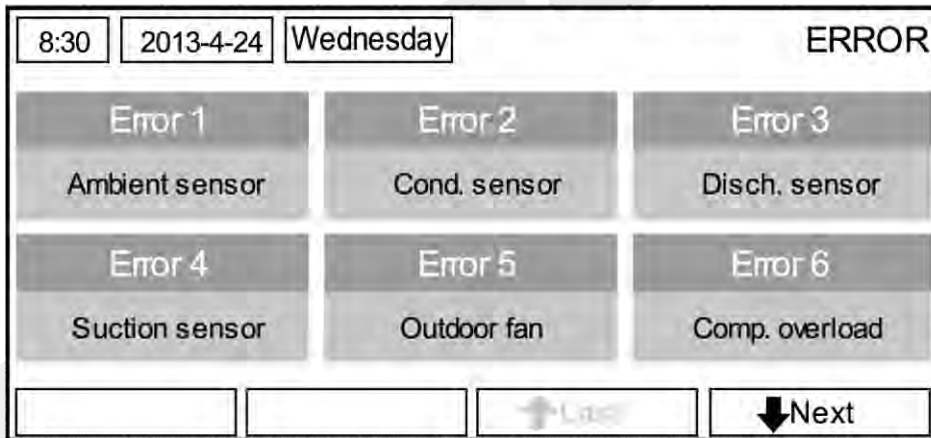 8:30 2013-4-24 Wednesday ERROR
Error 1 Error 2 Error 3
Ambient sensor Cond. sensor Disch. sensor
Error 4 Error 5 Error 6
Suction sensor Outdoor fan Comp. overload
Last Next